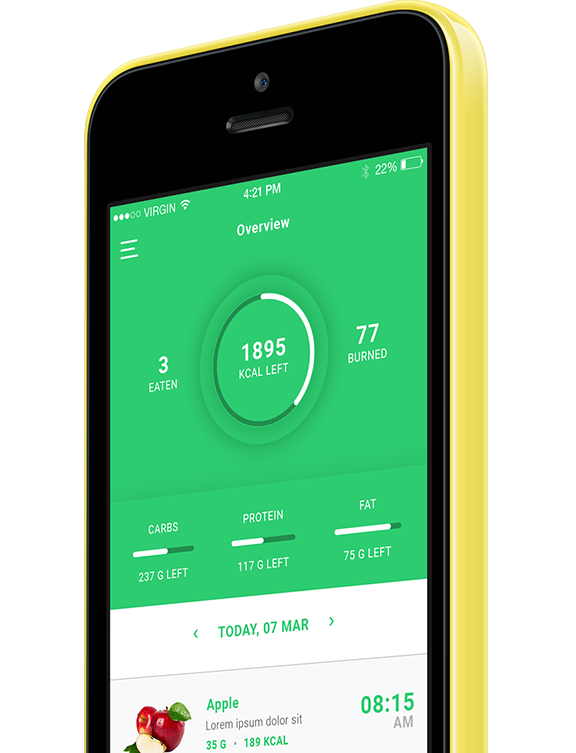 VIRGIN 4:21 PM 22%
Overview
3
EATEN
1895
KCAL LEFT
77
BURNED
CARBS
237 G LEFT
PROTEIN
117 G LEFT
FAT
75 G LEFT
‹ TODAY, 07 MAR ›
Apple
Lorem ipsum dolor sit
35 G • 189 KCAL
08:15
AM